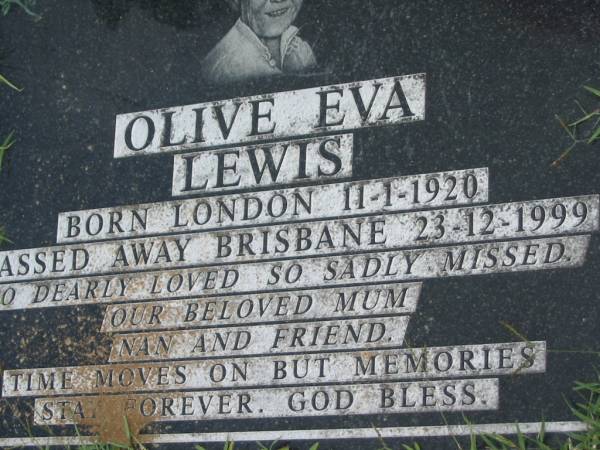 OLIVE EVA
LEWIS
BORN LONDON 11-1-1920
ASSED AWAY BRISBANE 23-12-1999
O DEARLY LOVED SO SADLY MISSED.
OUR BELOVED MUM
NAN AND FRIEND.
TIME MOVES ON BUT MEMORIES
STA FOREVER. GOD BLESS.